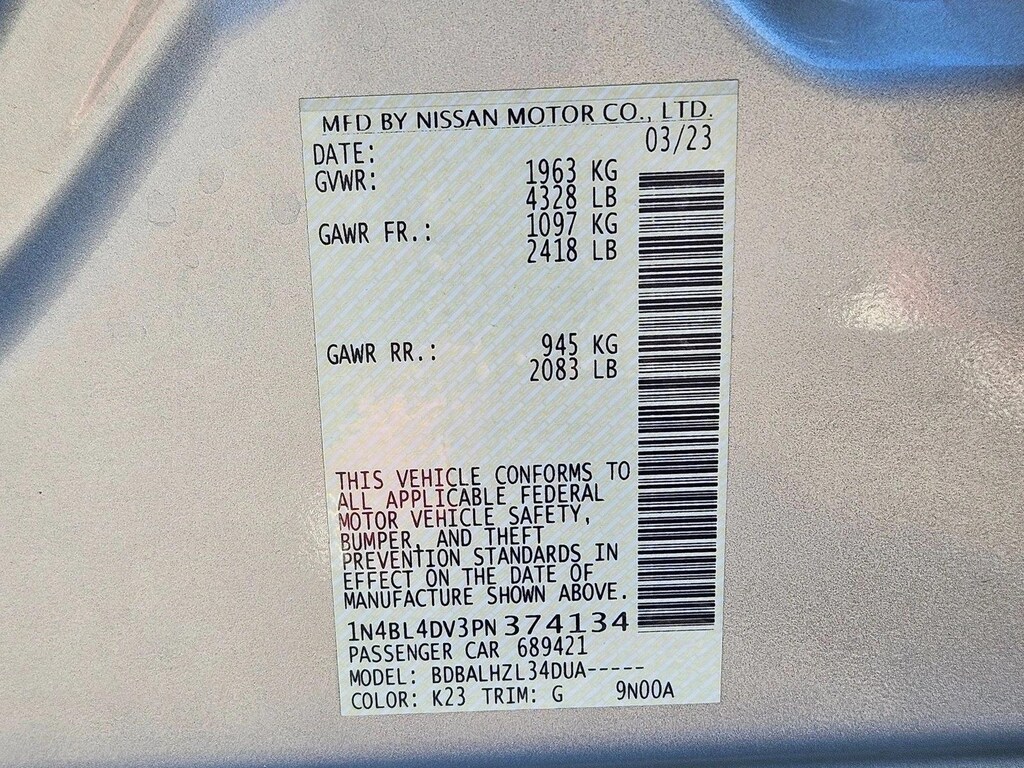 MFD BY NISSAN MOTOR CO., LTD.
DATE: 03/23
GVWR: 1963 KG
4328 LB
GAWR FR.: 1097 KG
2418 LB
GAWR RR.: 945 KG
2083 LB
THIS VEHICLE CONFORMS TO
ALL APPLICABLE FEDERAL
MOTOR VEHICLE SAFETY,
BUMPER, AND THEFT
PREVENTION STANDARDS IN
EFFECT ON THE DATE OF
MANUFACTURE SHOWN ABOVE.
1N4BL4DV3PN374134
PASSENGER CAR 689421
MODEL: BDBALHZL34DUA-----
COLOR: K23 TRIM: G 9N00A